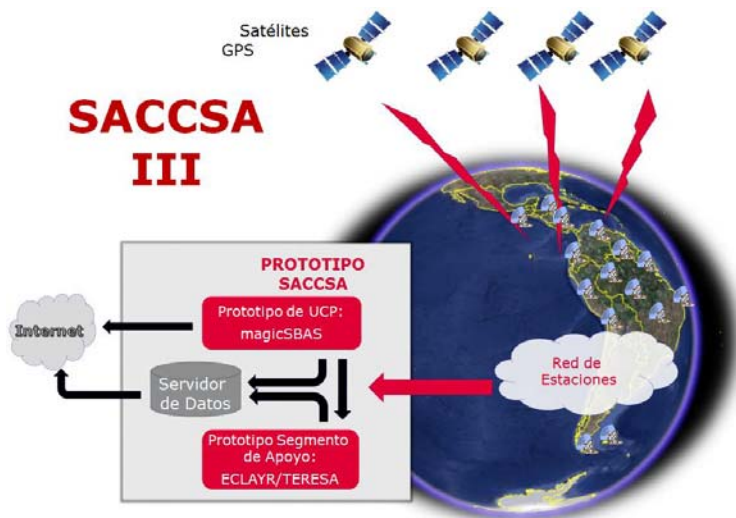 Satélites
GPS
SACCSA
III
PROTOTIPO
SACCSA
Prototipo de UCP:
magicSBAS
Internet
Servidor
de Datos
Red de
Estaciones
Prototipo Segmento
de Apoyo:
ECLAYR/TERESA